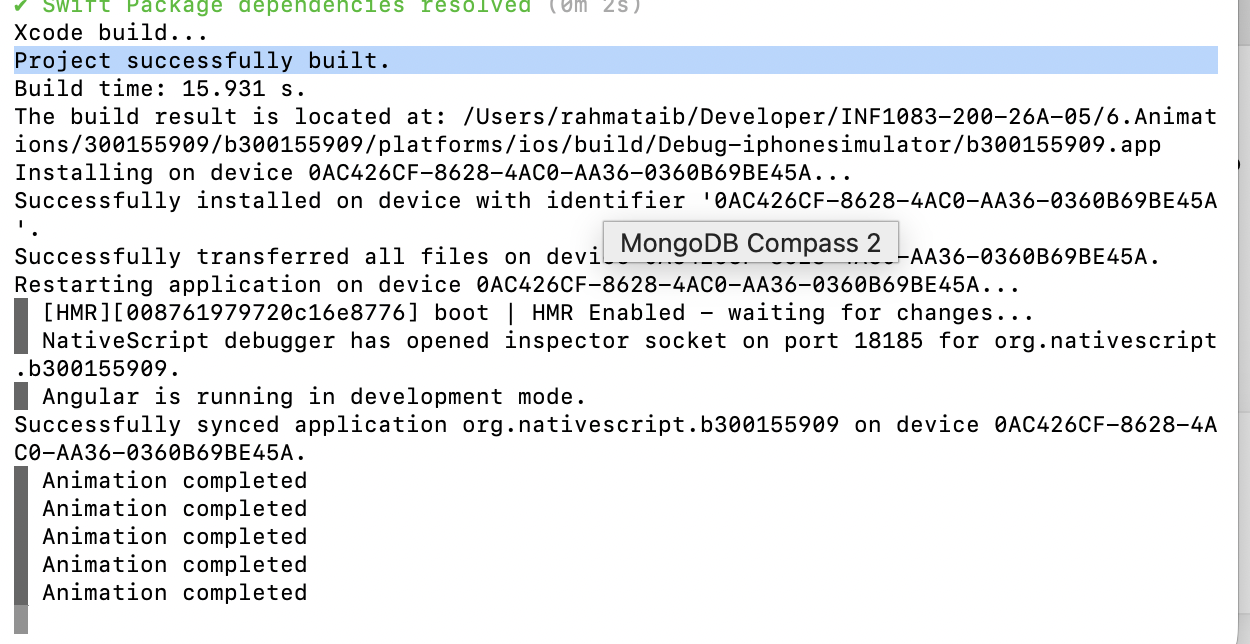 ✔ Swift Package dependencies resolved (0m 2s)
Xcode build...
Project successfully built.
Build time: 15.931 s.
The build result is located at: /Users/rahmataib/Developer/INF1083-200-26A-05/6.Animat
ions/300155909/b300155909/platforms/ios/build/Debug-iphonesimulator/b300155909.app
Installing on device 0AC426CF-8628-4AC0-AA36-0360B69BE45A...
Successfully installed on device with identifier '0AC426CF-8628-4AC0-AA36-0360B69BE45A
'.
MongoDB Compass 2
Successfully transferred all files on device 0AC426CF-8628-4AC0-AA36-0360B69BE45A.
Restarting application on device 0AC426CF-8628-4AC0-AA36-0360B69BE45A...
[HMR][008761979720c16e8776] boot | HMR Enabled - waiting for changes...
NativeScript debugger has opened inspector socket on port 18185 for org.nativescript
.b300155909.
Angular is running in development mode.
Successfully synced application org.nativescript.b300155909 on device 0AC426CF-8628-4A
C0-AA36-0360B69BE45A.
Animation completed
Animation completed
Animation completed
Animation completed
Animation completed